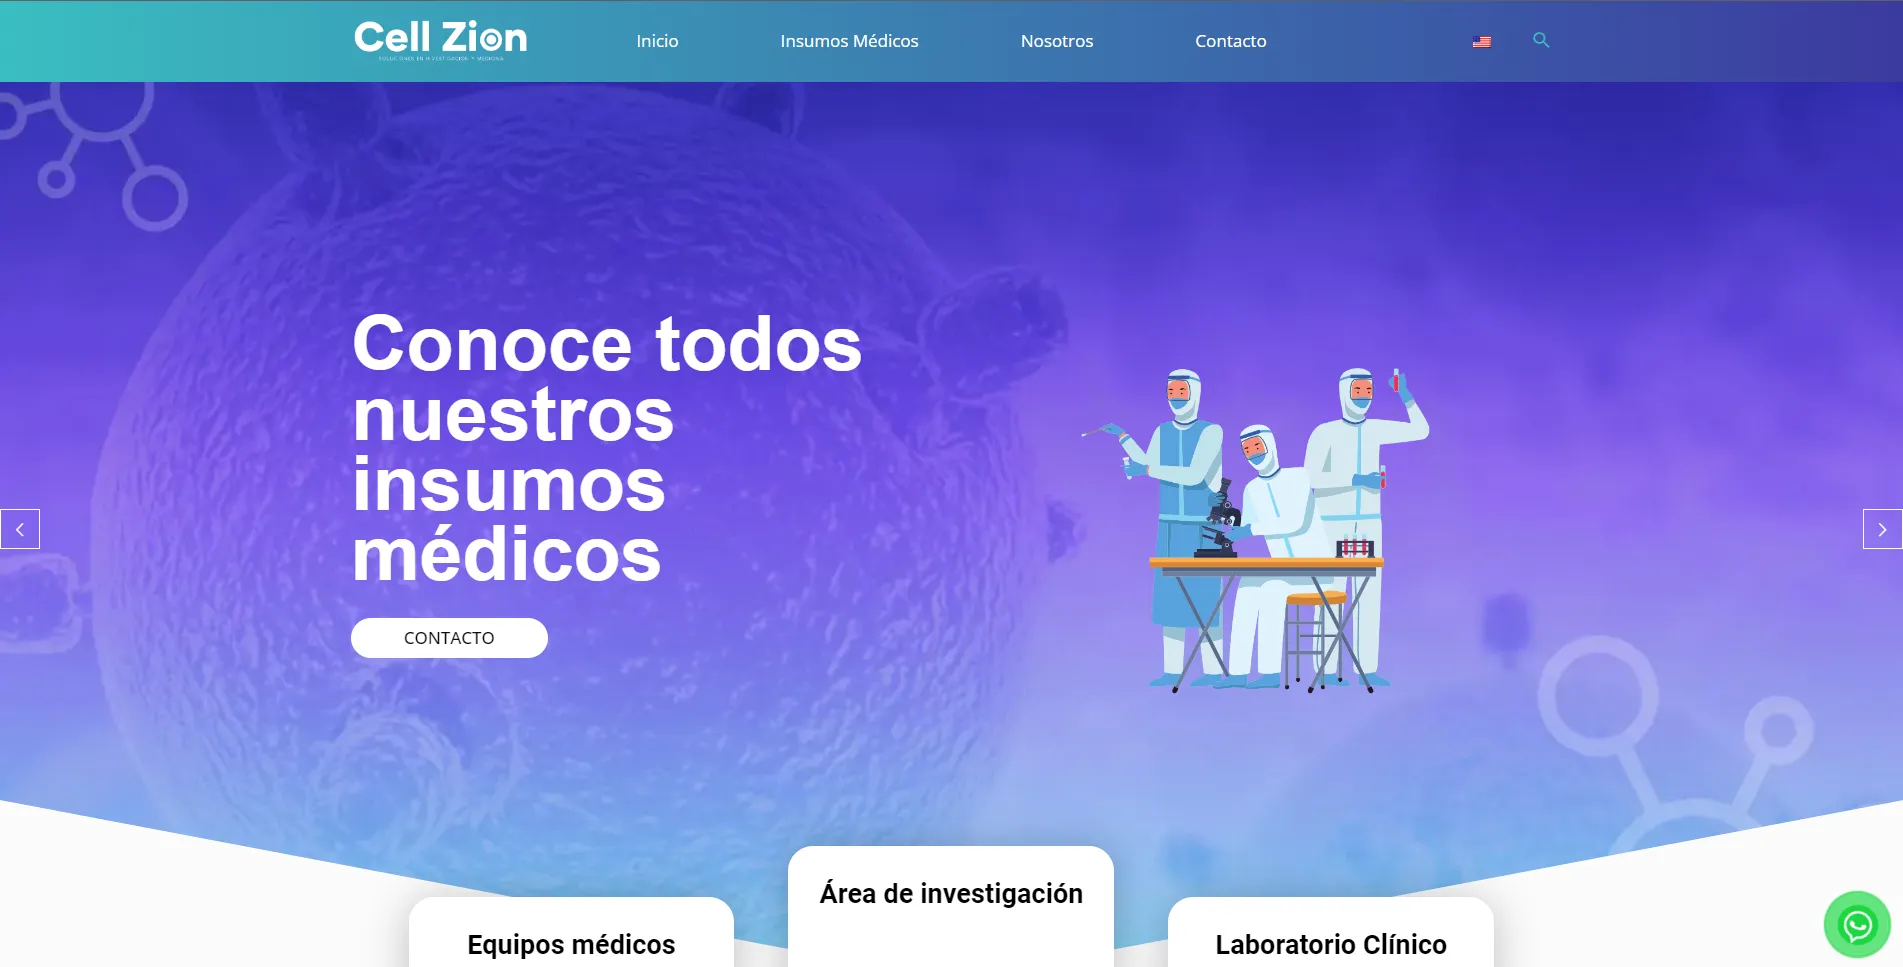 Cell Zion
SOLUCIONES EN INVESTIGACIÓN Y MEDICINA
Inicio
Insumos Médicos
Nosotros
Contacto
Conoce todos
nuestros
insumos
médicos
CONTACTO
Área de investigación
Equipos médicos
Laboratorio Clínico